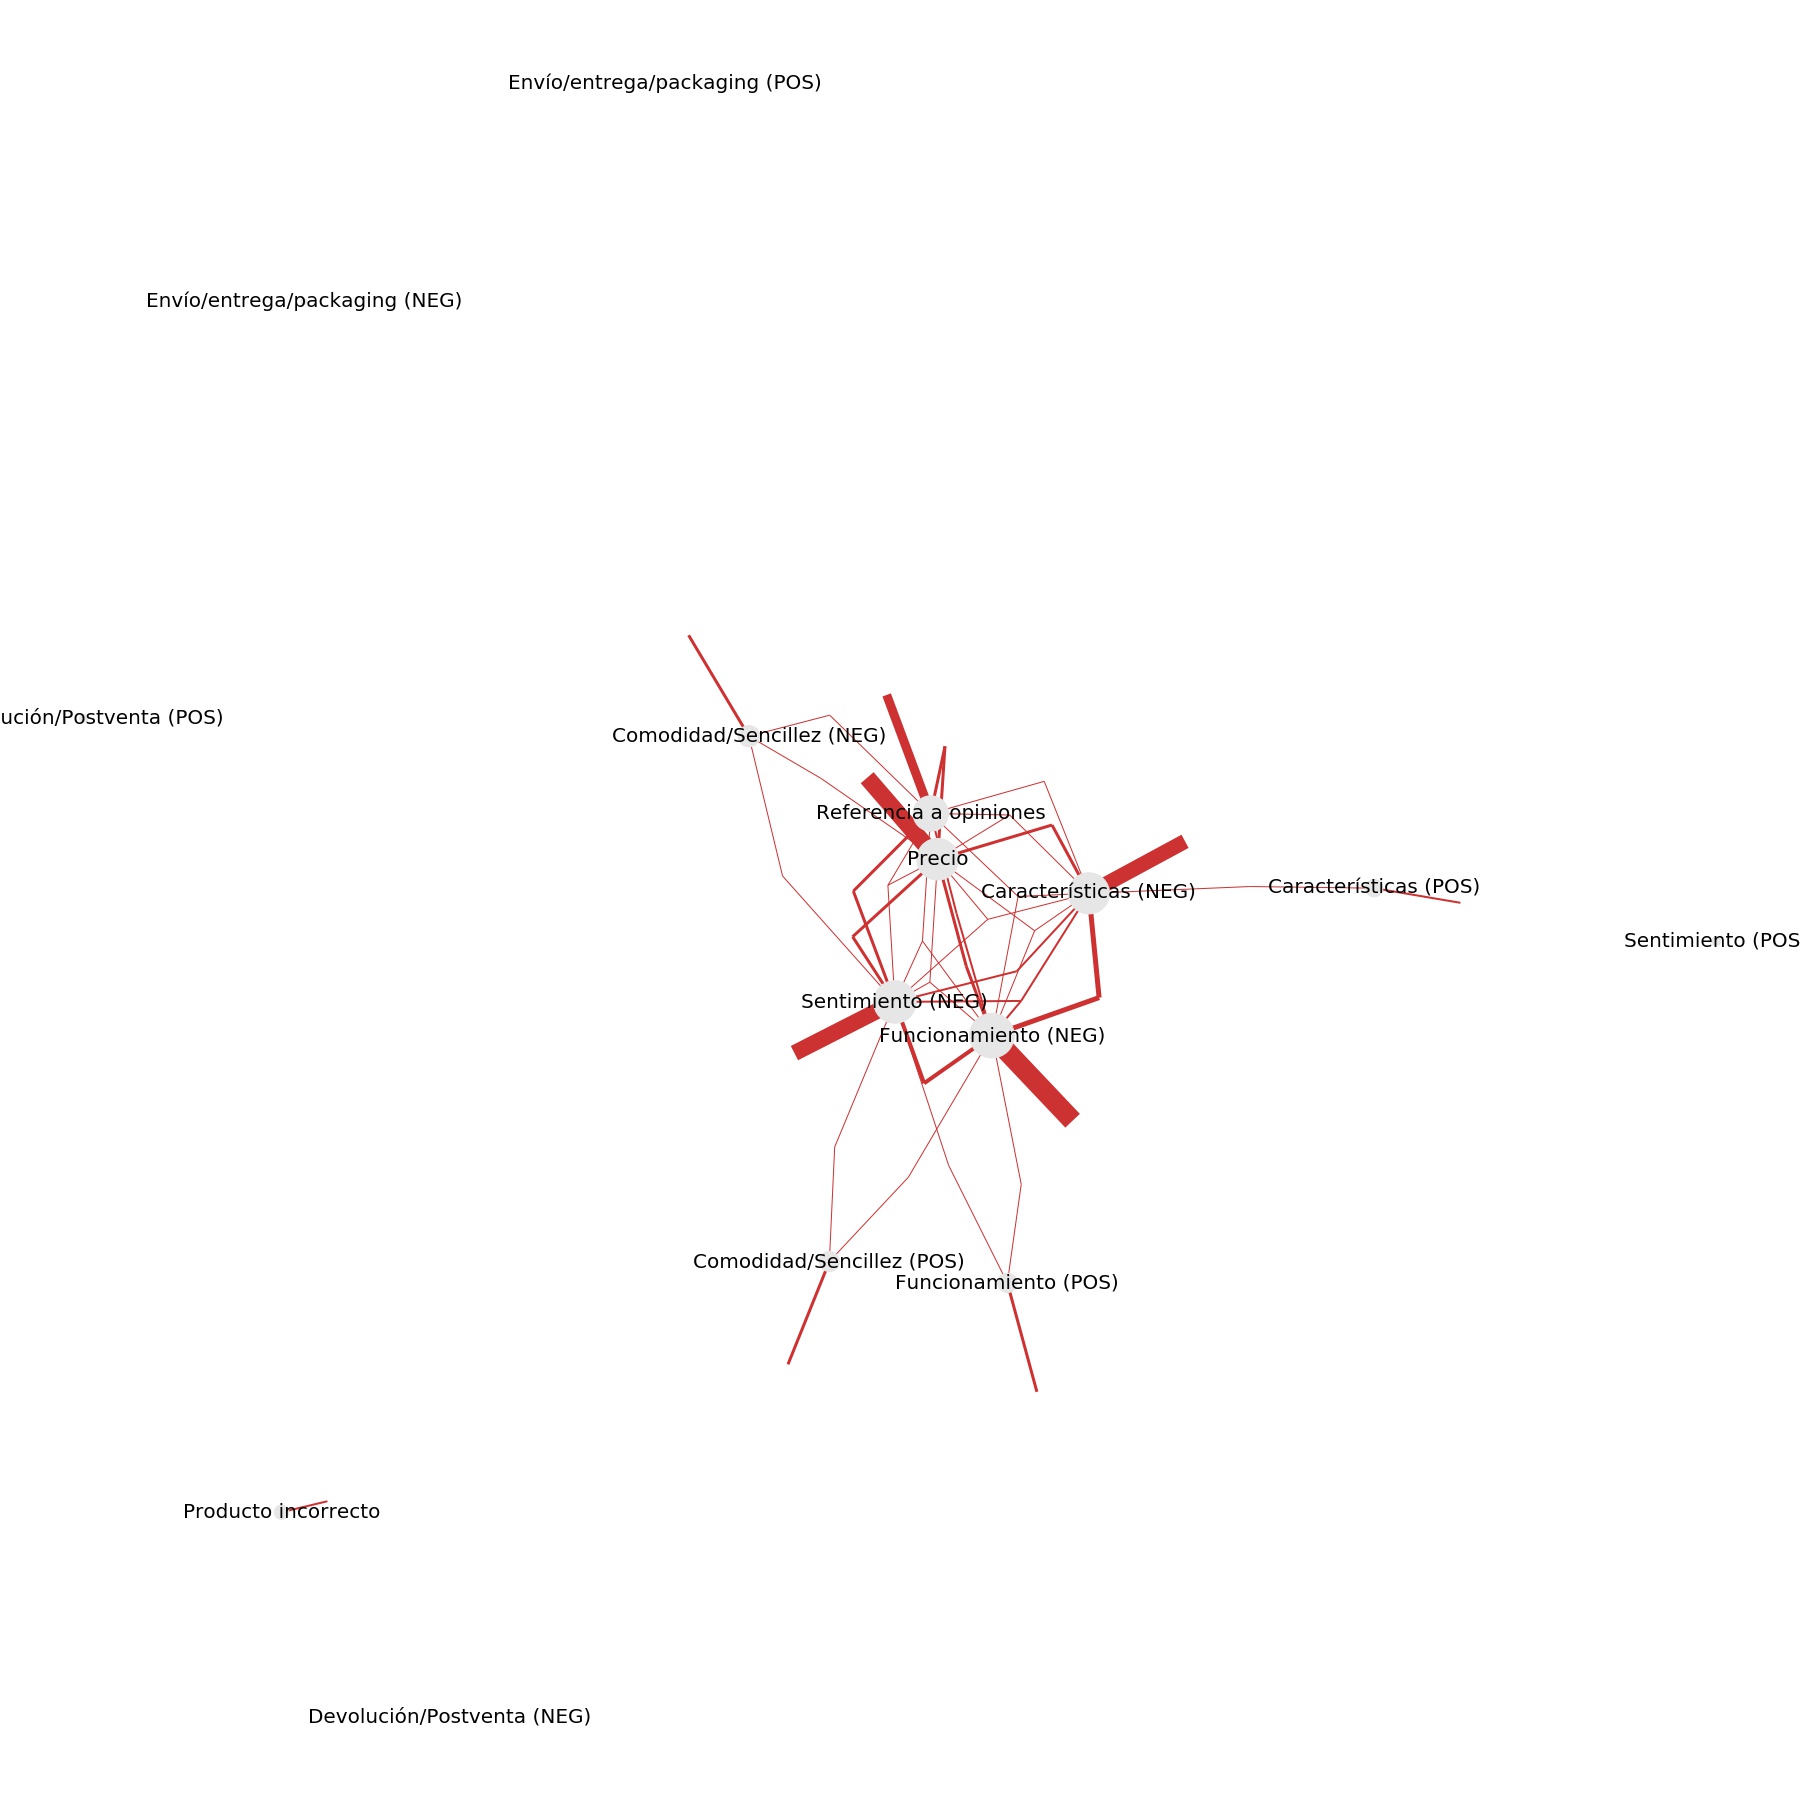 Envío/entrega/packaging (POS)
Envío/entrega/packaging (NEG)
ución/Postventa (POS)
Comodidad/Sencillez (NEG)
Referencia a opiniones
Precio
Características (NEG)
Características (POS)
Sentimiento (POS
Sentimiento (NEG)
Funcionamiento (NEG)
Comodidad/Sencillez (POS)
Funcionamiento (POS)
Producto incorrecto
Devolución/Postventa (NEG)